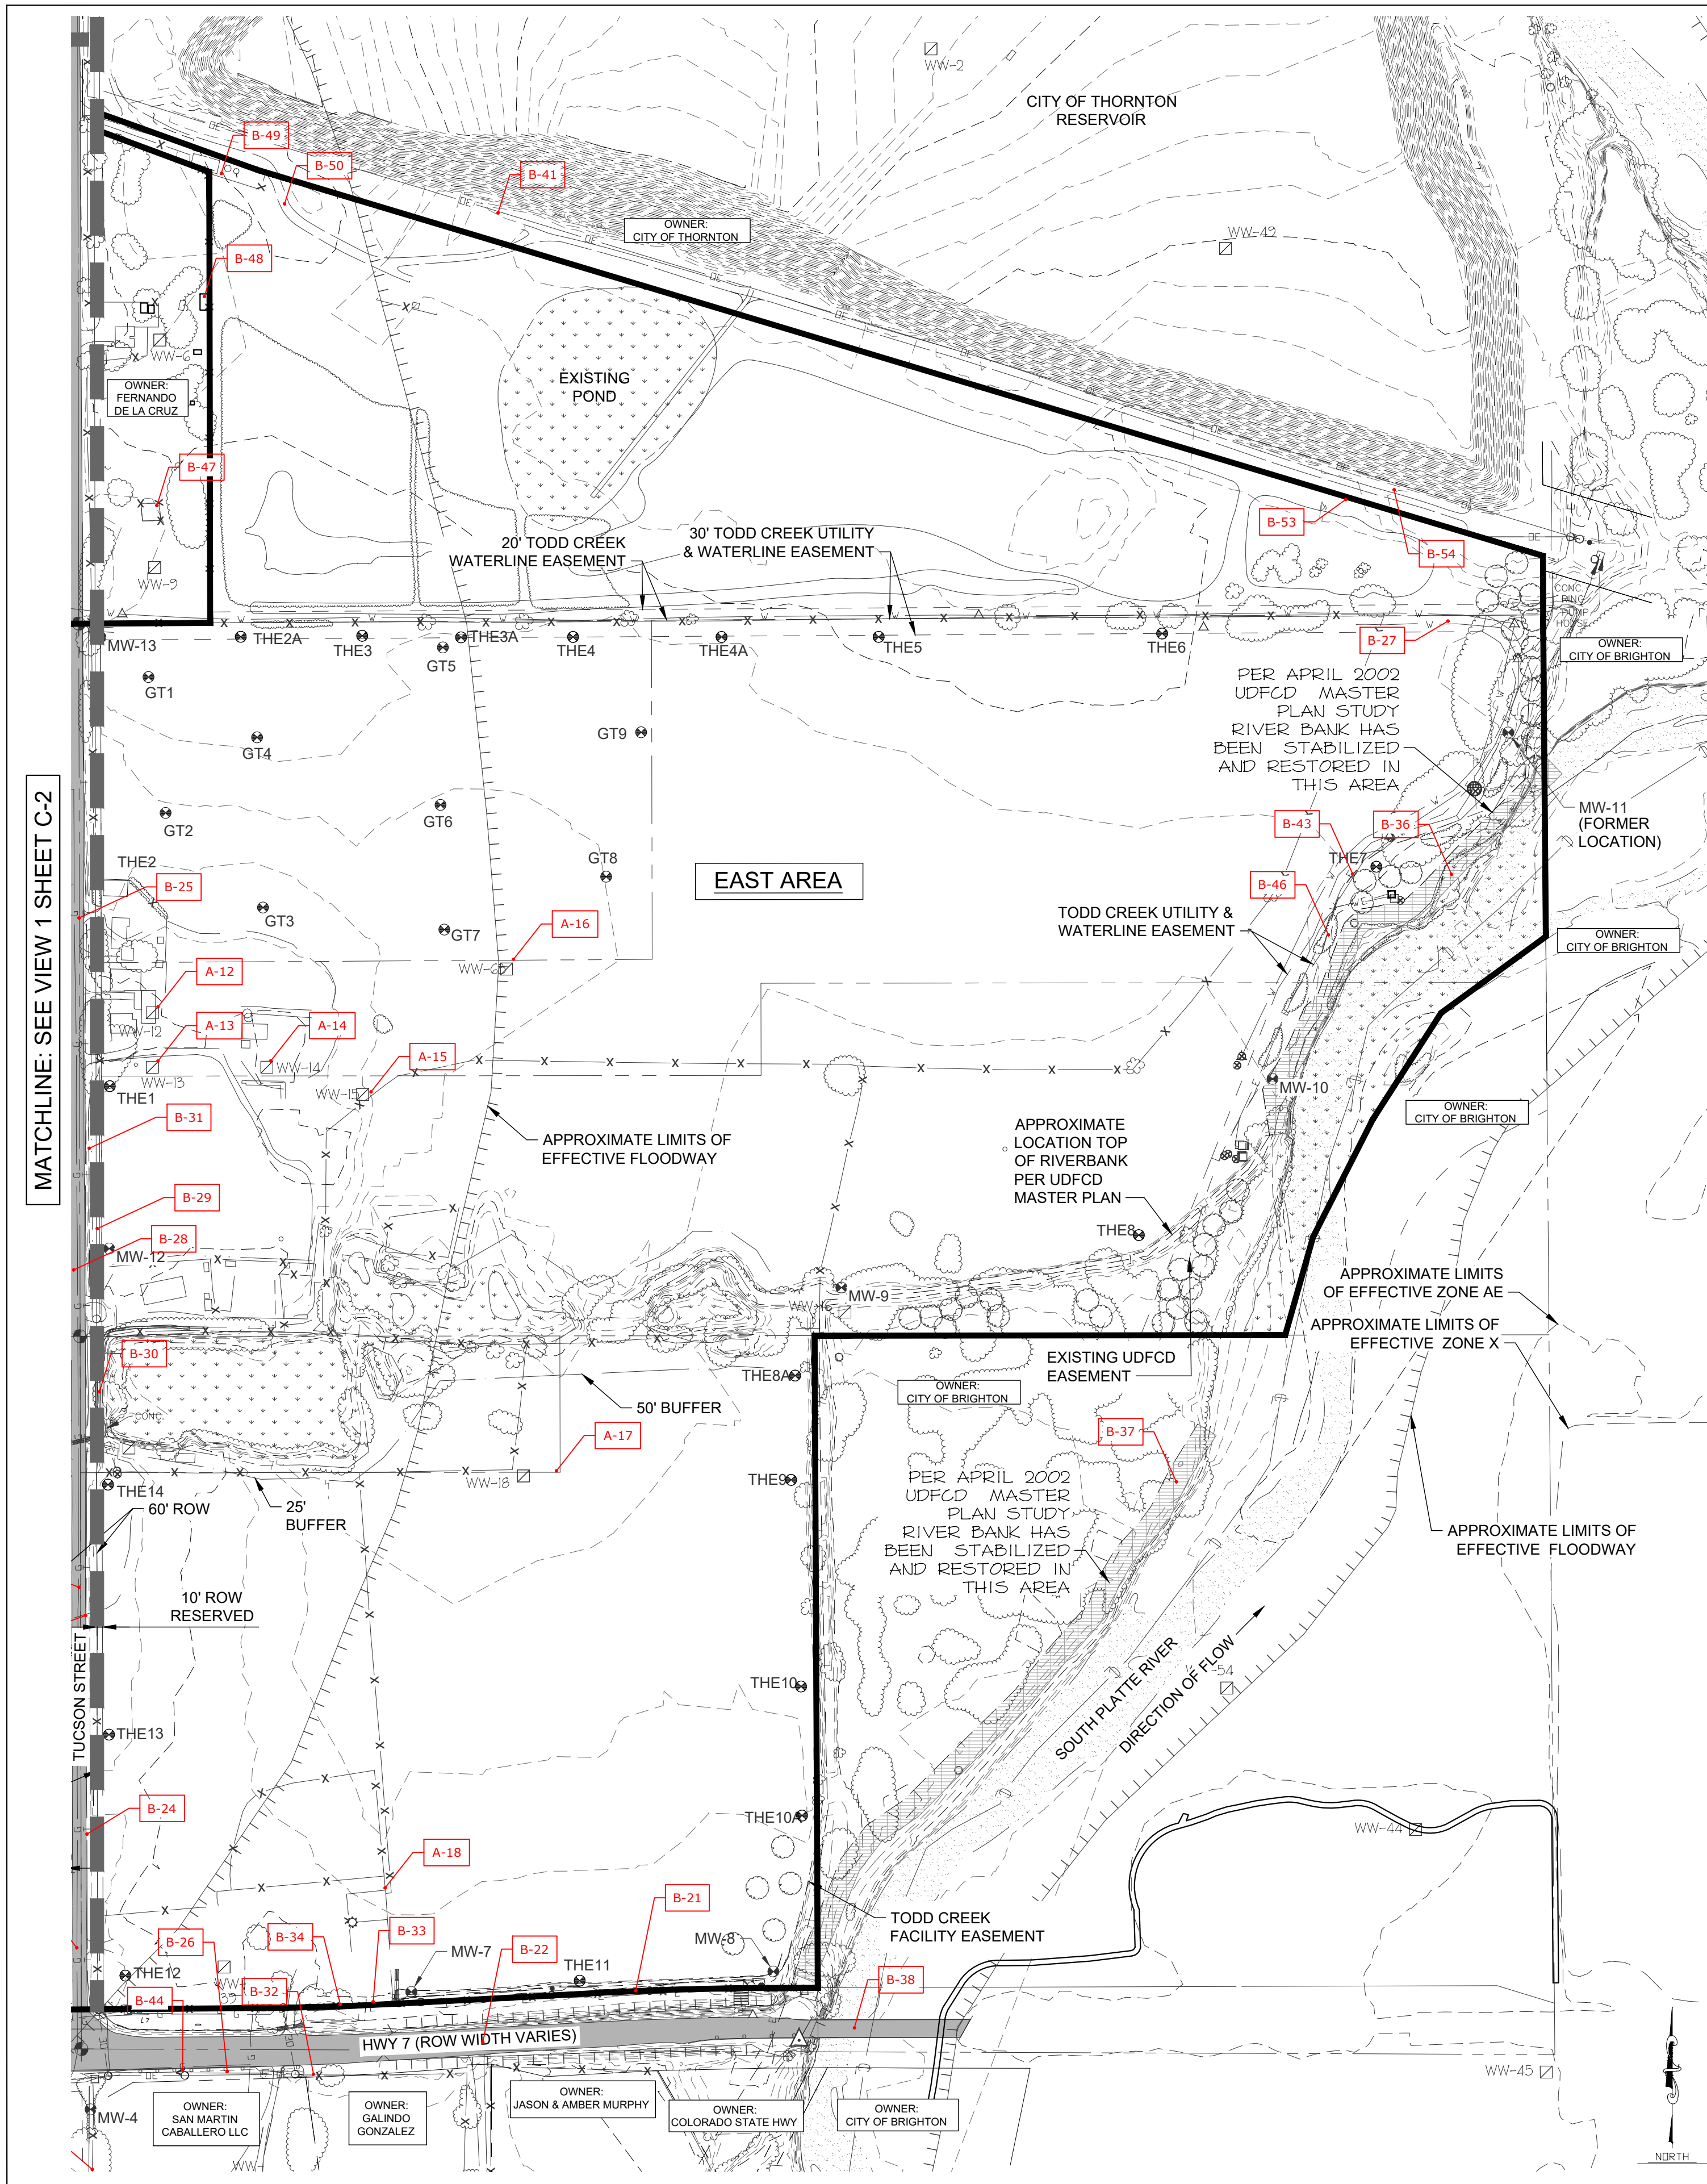 WW-2
CITY OF THORNTON
RESERVOIR
B-49
B-50
B-41
OWNER:
CITY OF THORNTON
WW-49
B-48
WW-6
OWNER:
FERNANDO
DE LA CRUZ
EXISTING
POND
B-47
WW-9
20' TODD CREEK
WATERLINE EASEMENT
30' TODD CREEK UTILITY
& WATERLINE EASEMENT
B-53
B-54
CONC.
RING
PUMP
HOUSE
MW-13
THE2A
THE3
THE3A
GT5
THE4
THE4A
THE5
THE6
B-27
OWNER:
CITY OF BRIGHTON
GT1
GT4
GT9
PER APRIL 2002
UDFCD MASTER
PLAN STUDY
RIVER BANK HAS
BEEN STABILIZED
AND RESTORED IN
THIS AREA
MATCHLINE: SEE VIEW 1 SHEET C-2
GT2
GT6
MW-11
(FORMER
LOCATION)
B-43
B-36
THE7
THE2
B-25
GT8
EAST AREA
B-46
GT3
GT7
A-16
WW-6
TODD CREEK UTILITY &
WATERLINE EASEMENT
OWNER:
CITY OF BRIGHTON
A-12
WW-12
A-13
A-14
WW-13
WW-14
A-15
WW-15
THE1
MW-10
OWNER:
CITY OF BRIGHTON
B-31
APPROXIMATE LIMITS OF
EFFECTIVE FLOODWAY
APPROXIMATE
LOCATION TOP
OF RIVERBANK
PER UDFCD
MASTER PLAN
B-29
B-28
MW-12
THE8
MW-9
APPROXIMATE LIMITS
OF EFFECTIVE ZONE AE
APPROXIMATE LIMITS OF
EFFECTIVE ZONE X
B-30
EXISTING UDFCD
EASEMENT
THE8A
OWNER:
CITY OF BRIGHTON
50' BUFFER
CONC.
A-17
B-37
WW-18
THE9
THE14
60' ROW
25'
BUFFER
PER APRIL 2002
UDFCD MASTER
PLAN STUDY
RIVER BANK HAS
BEEN STABILIZED
AND RESTORED IN
THIS AREA
APPROXIMATE LIMITS OF
EFFECTIVE FLOODWAY
10' ROW
RESERVED
TUCSON STREET
THE10
SOUTH PLATTE RIVER
DIRECTION OF FLOW
54
THE13
B-24
THE10A
WW-44
A-18
B-21
TODD CREEK
FACILITY EASEMENT
B-26
B-34
B-33
MW-7
B-22
MW-8
THE12
THE11
B-44
B-32
B-38
HWY 7 (ROW WIDTH VARIES)
WW-45
MW-4
OWNER:
SAN MARTIN
CABALLERO LLC
OWNER:
GALINDO
GONZALEZ
OWNER:
JASON & AMBER MURPHY
OWNER:
COLORADO STATE HWY
OWNER:
CITY OF BRIGHTON
WW-
NORTH